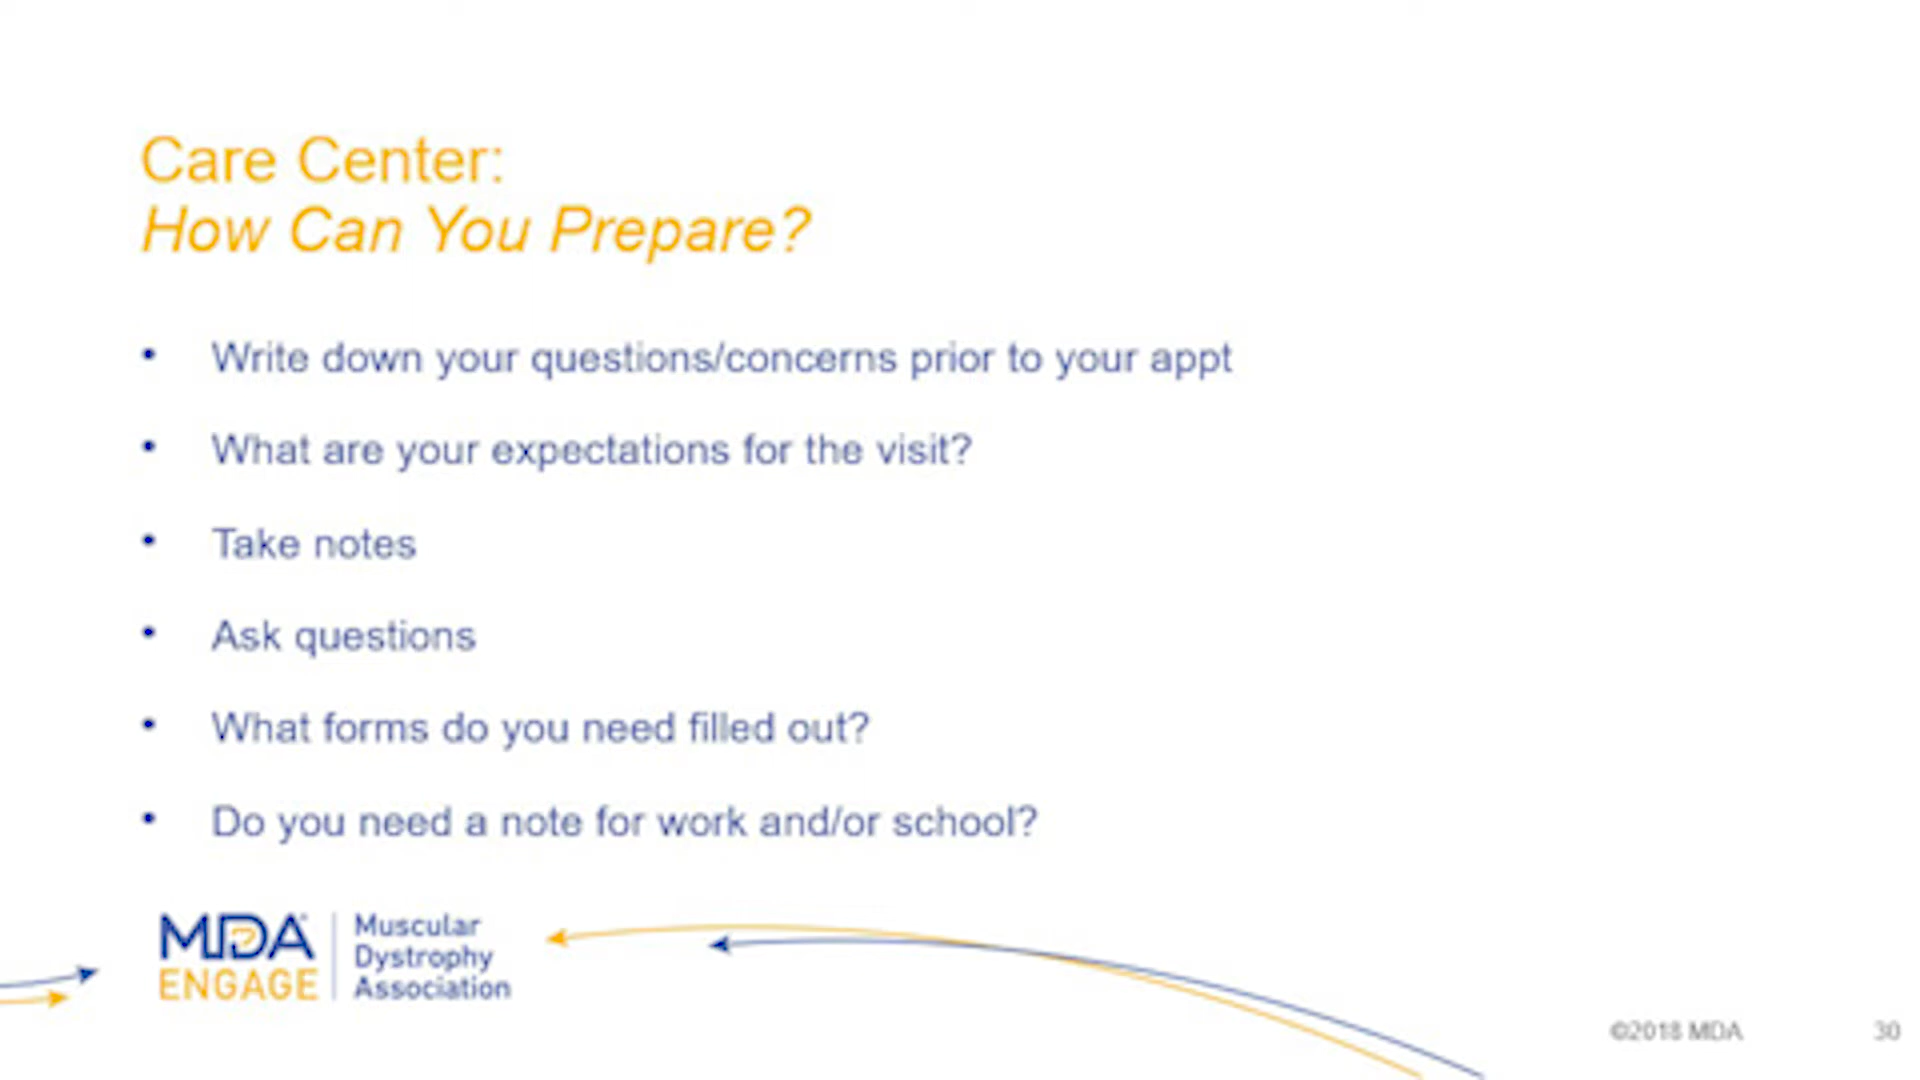 Care Center:
How Can You Prepare?
• Write down your questions/concerns prior to your appt
• What are your expectations for the visit?
• Take notes
• Ask questions
• What forms do you need filled out?
• Do you need a note for work and/or school?
MDA
ENGAGE
Muscular
Dystrophy
Association
©2018 MDA
30